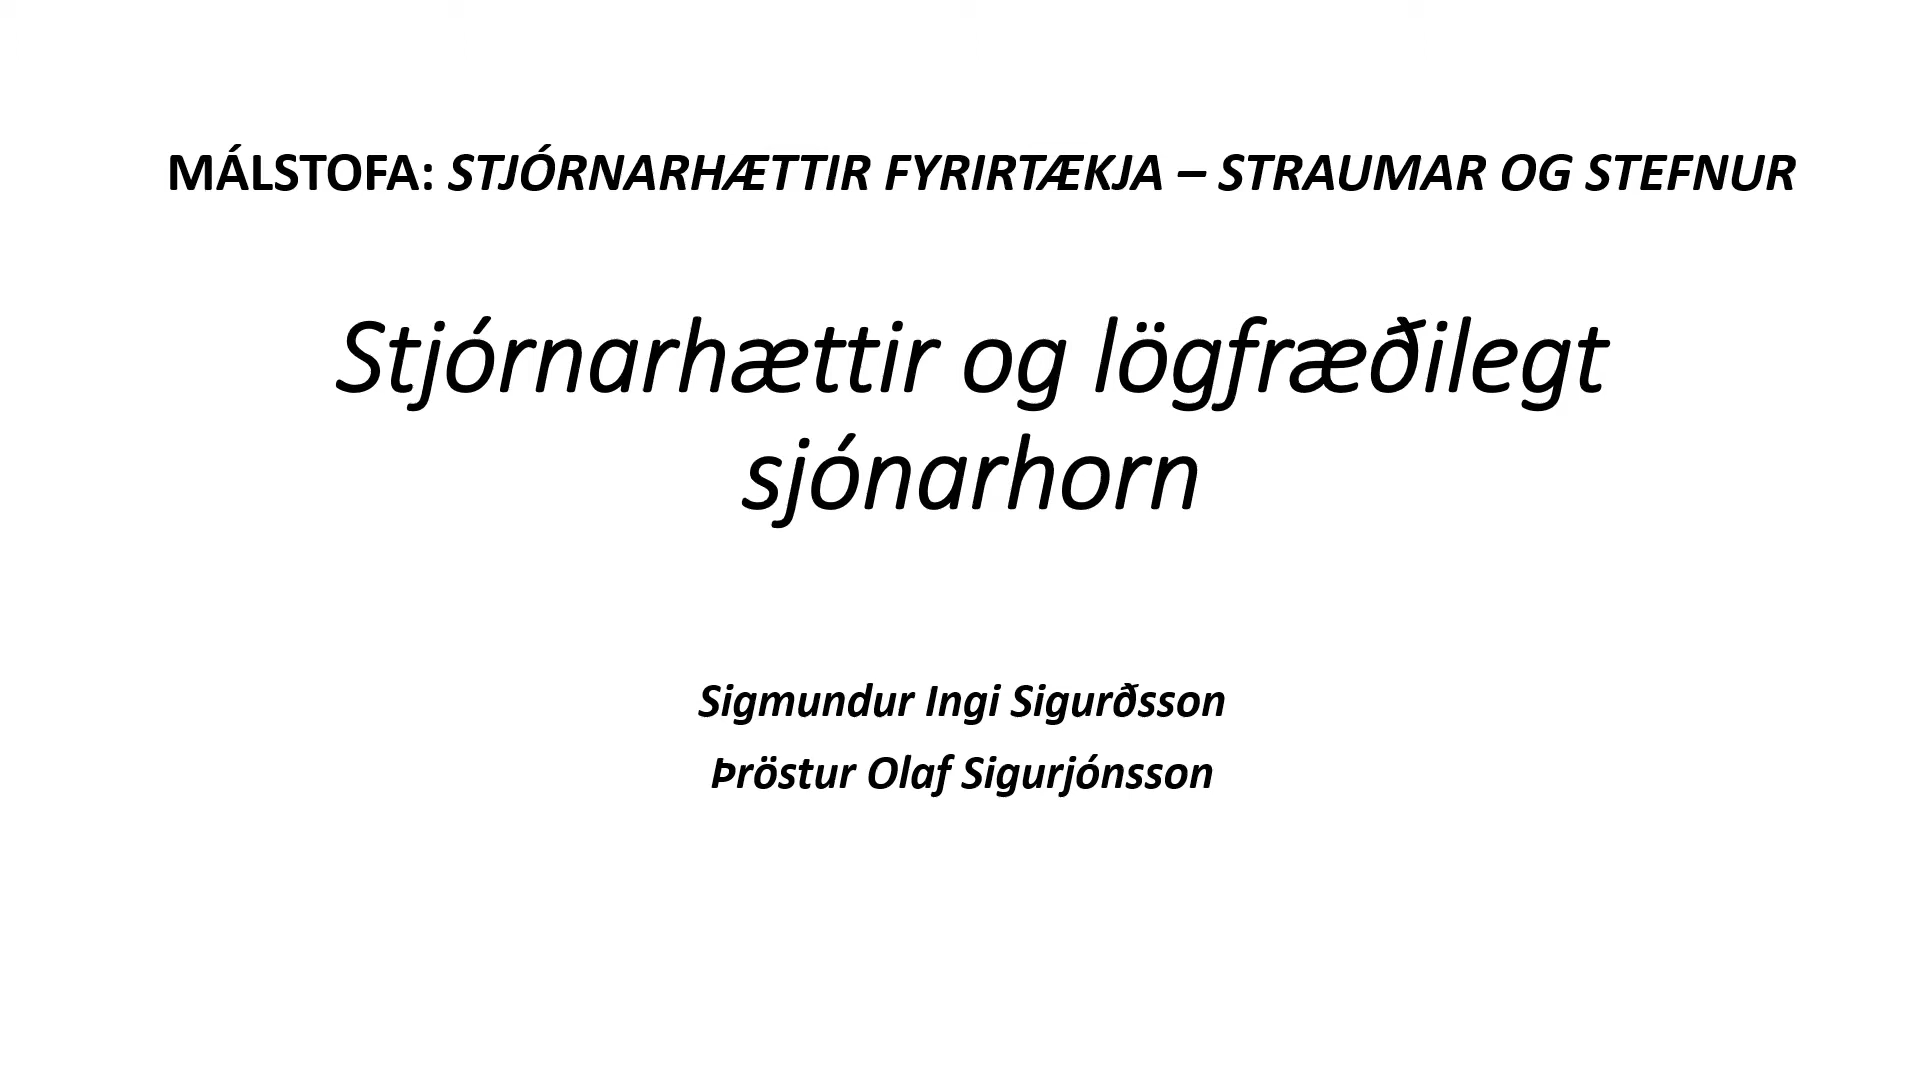 MÁLSTOFA: STJÓRNARHÆTTIR FYRIRTÆKJA – STRAUMAR OG STEFNUR
Stjórnarhættir og lögfræðilegt
sjónarhorn
Sigmundur Ingi Sigurðsson
Þröstur Olaf Sigurjónsson